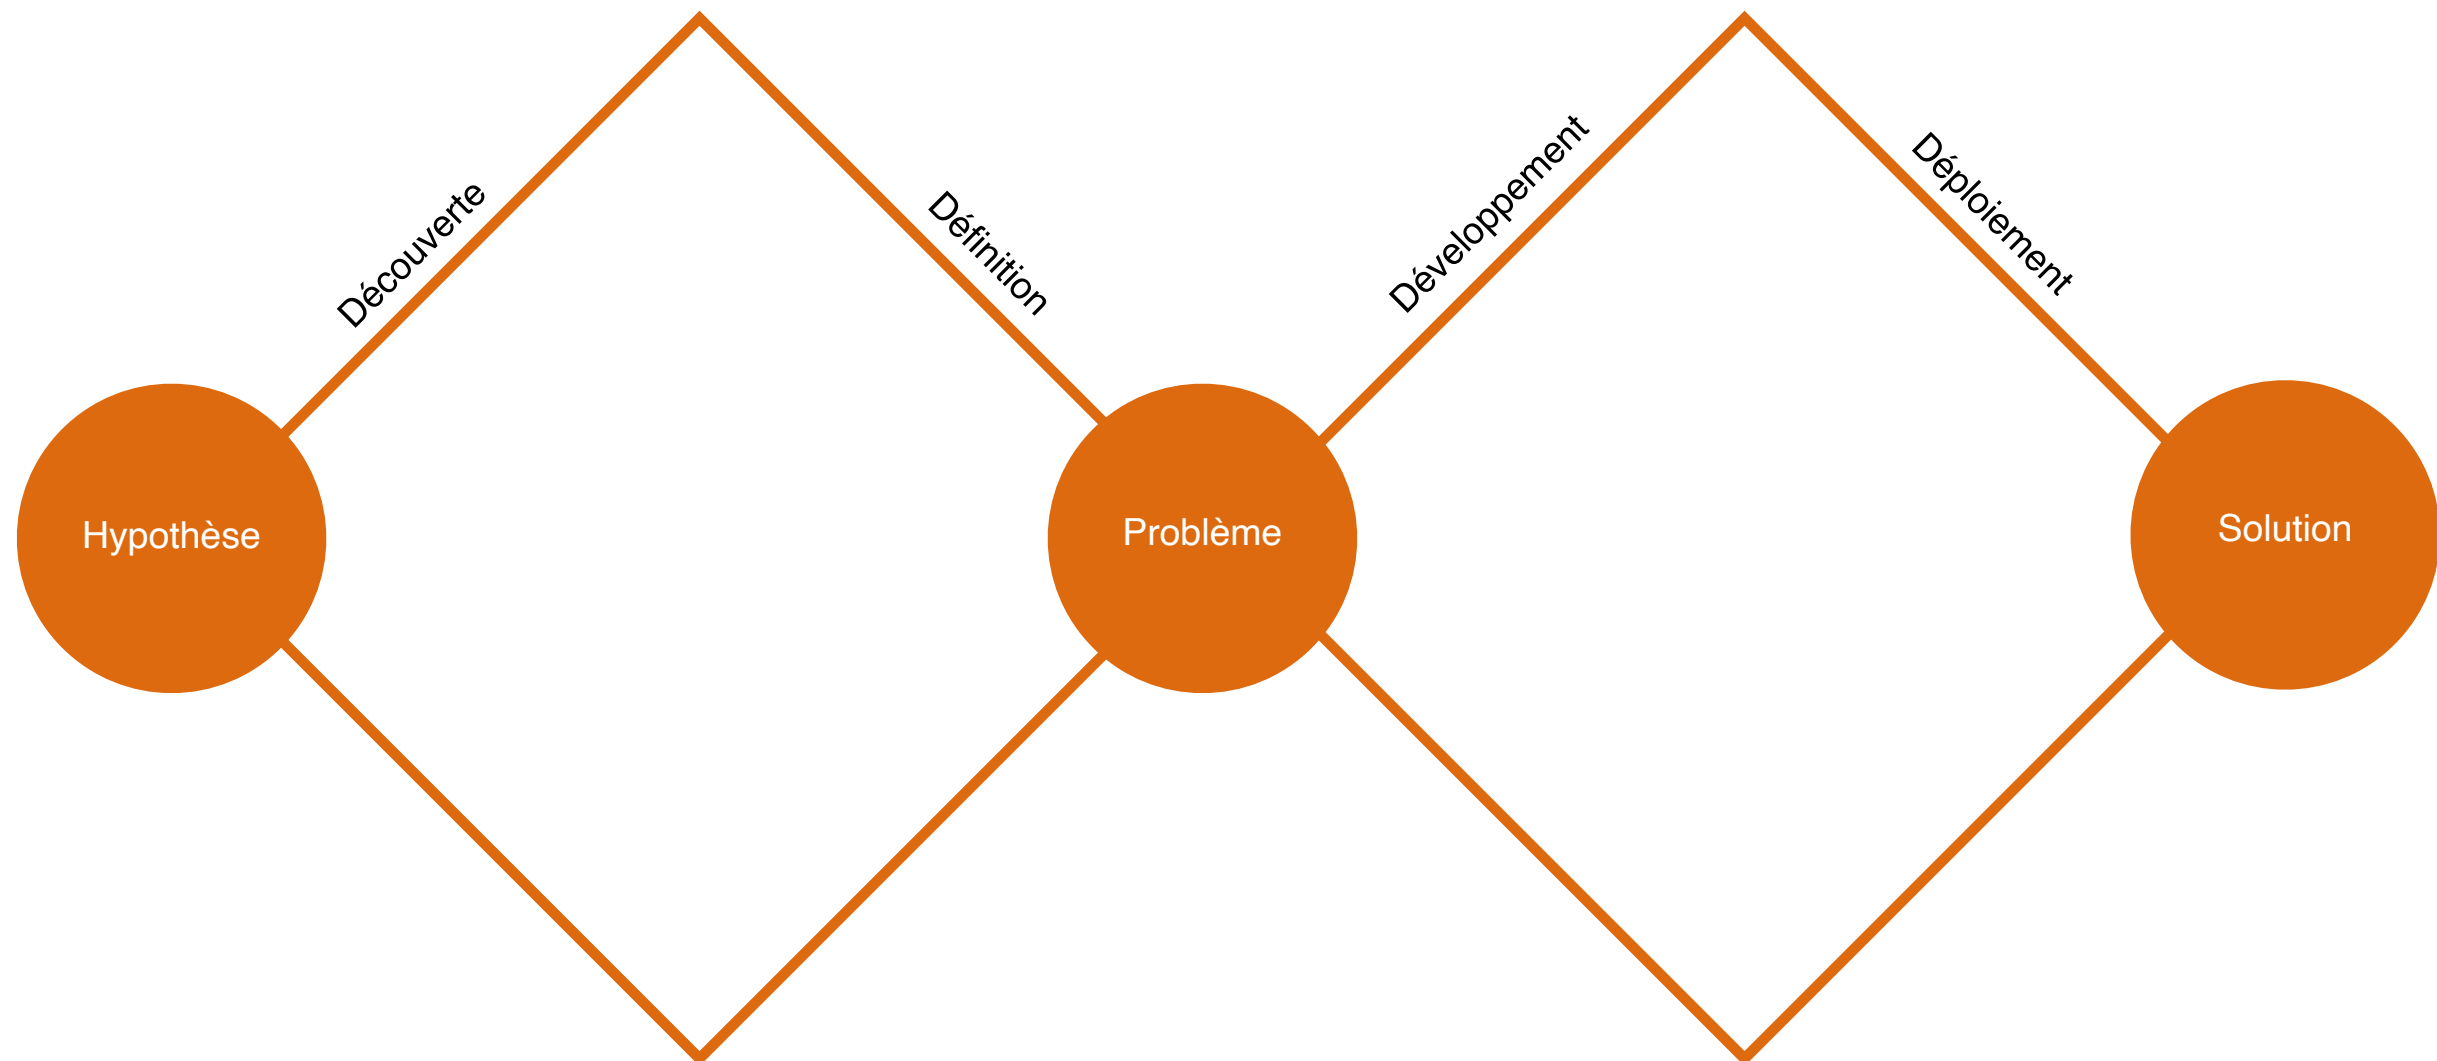 Découverte
Définition
Développement
Déploiement
Hypothèse
Problème
Solution